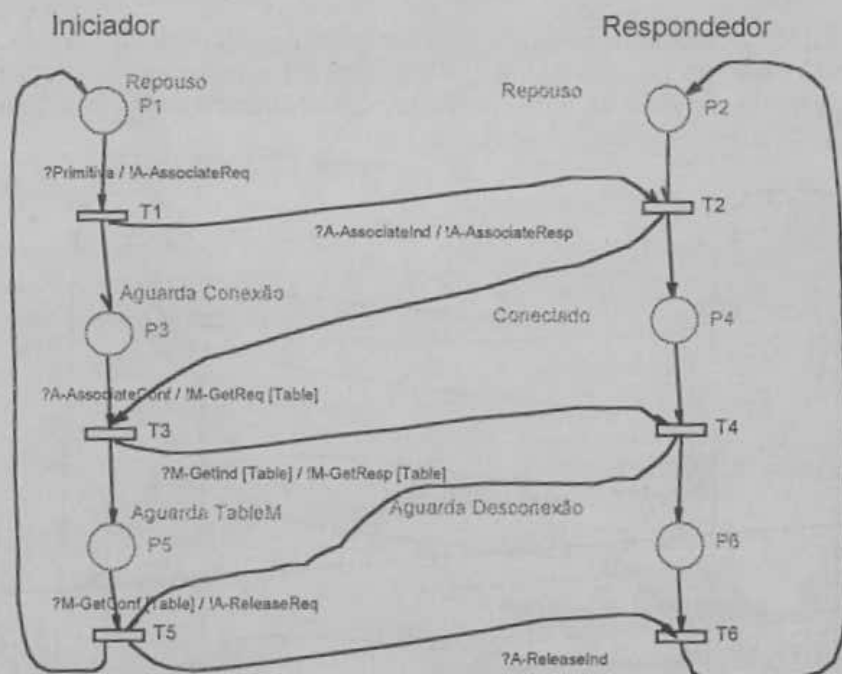 Iniciador
Respondedor
Repouso
P1
Repouso
P2
?Primitiva / !A-AssociateReq
T1
T2
?A-AssociateInd / !A-AssociateResp
Aguarda Conexão
P3
Conectado
P4
?A-AssociateConf / !M-GetReq [Table]
T3
T4
?M-GetInd [Table] / !M-GetResp [Table]
Aguarda TableM
Aguarda Desconexão
P5
P6
?M-GetConf [Table] / !A-ReleaseReq
T5
T6
?A-ReleaseInd